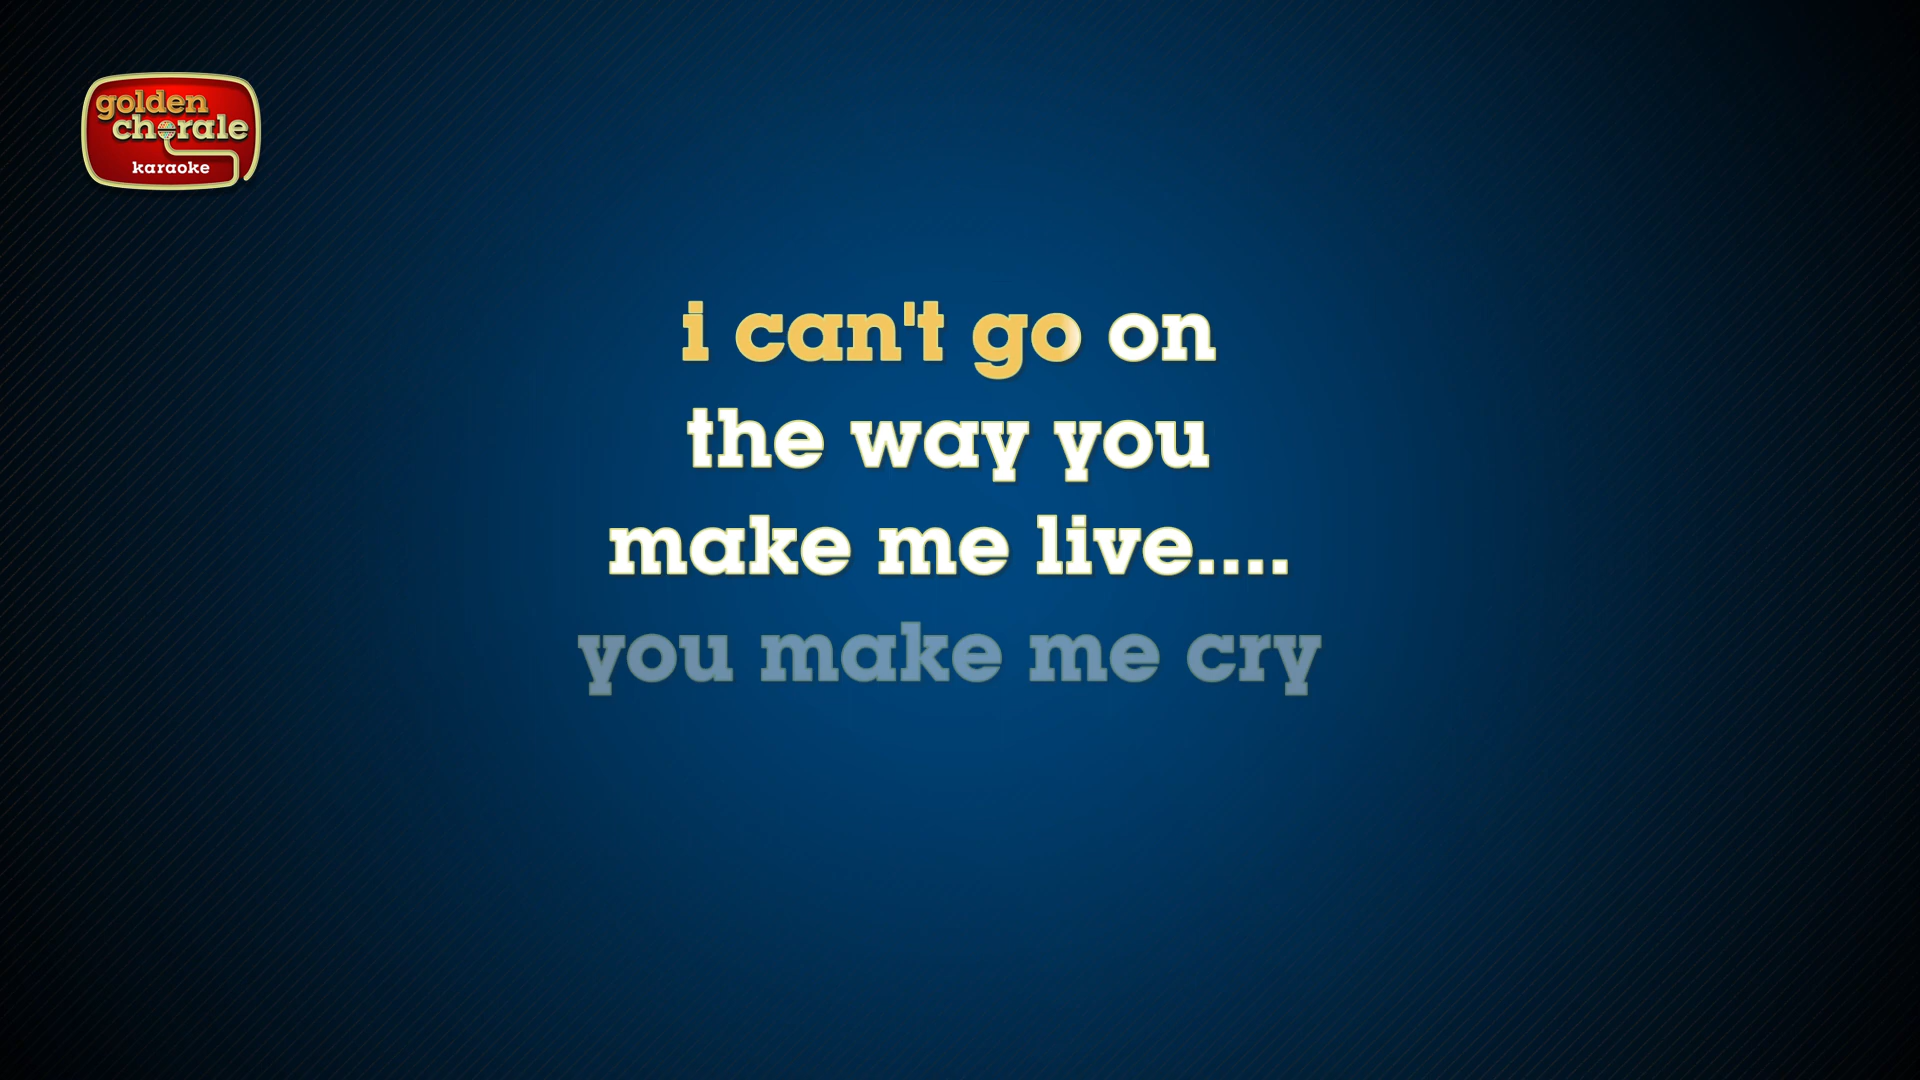 golden
chorale
karaoke
i can't go on
the way you
make me live....
you make me cry